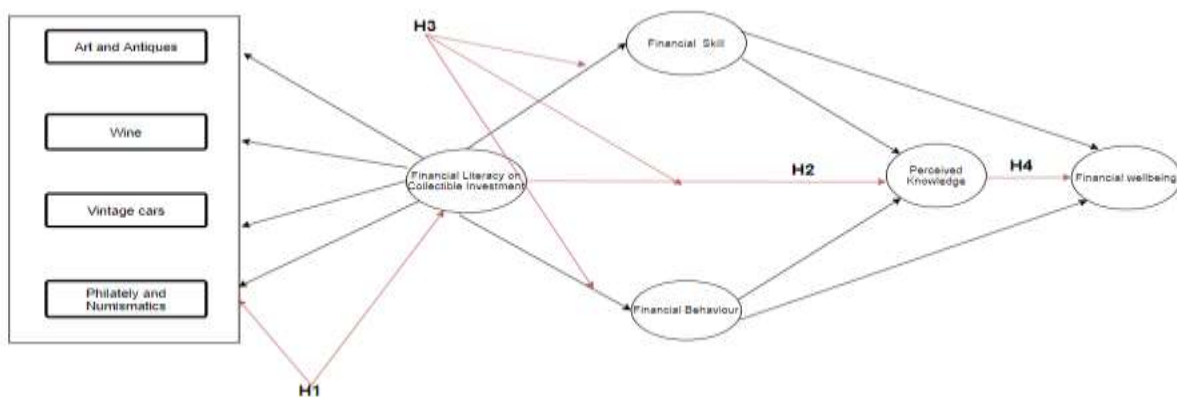 H3
Art and Antiques
Financial Skill
Wine
Financial Literacy on
Collectible Investment
H2
Perceived
Knowledge
H4
Financial wellbeing
Vintage cars
Philately and
Numismatics
Financial Behaviour
H1